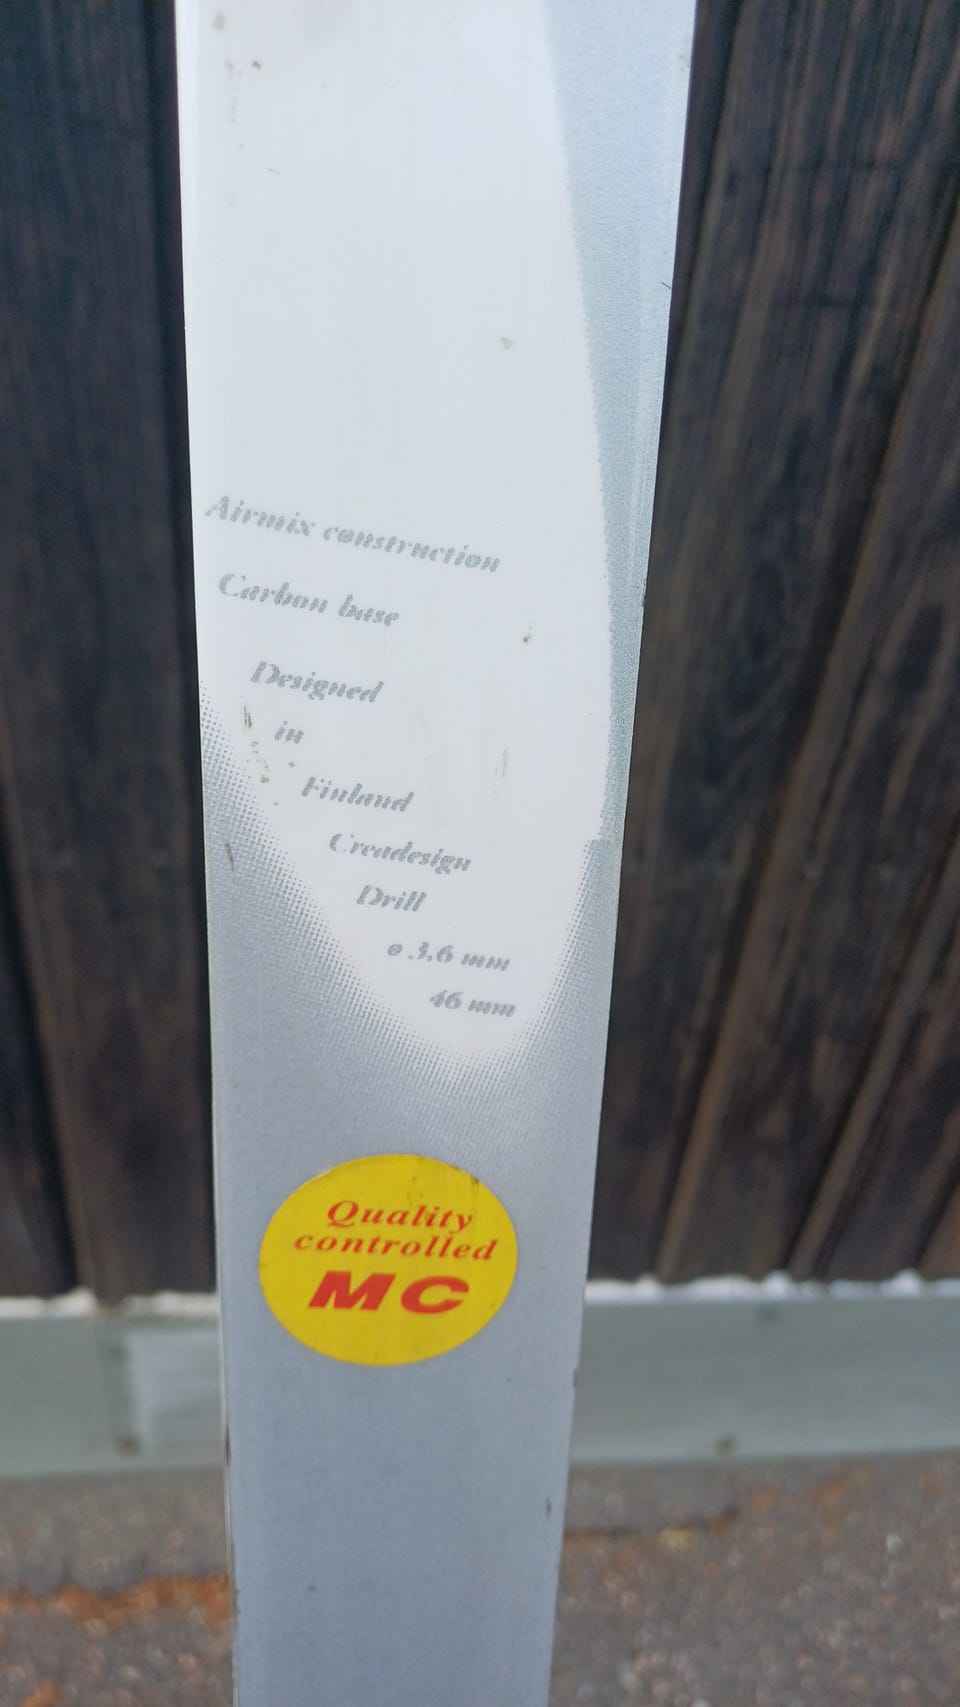 Airmix construction
Carbon base
Designed
in
Finland
Creadesign
Drill
ø 3,6 mm
46 mm
Quality
controlled
MC